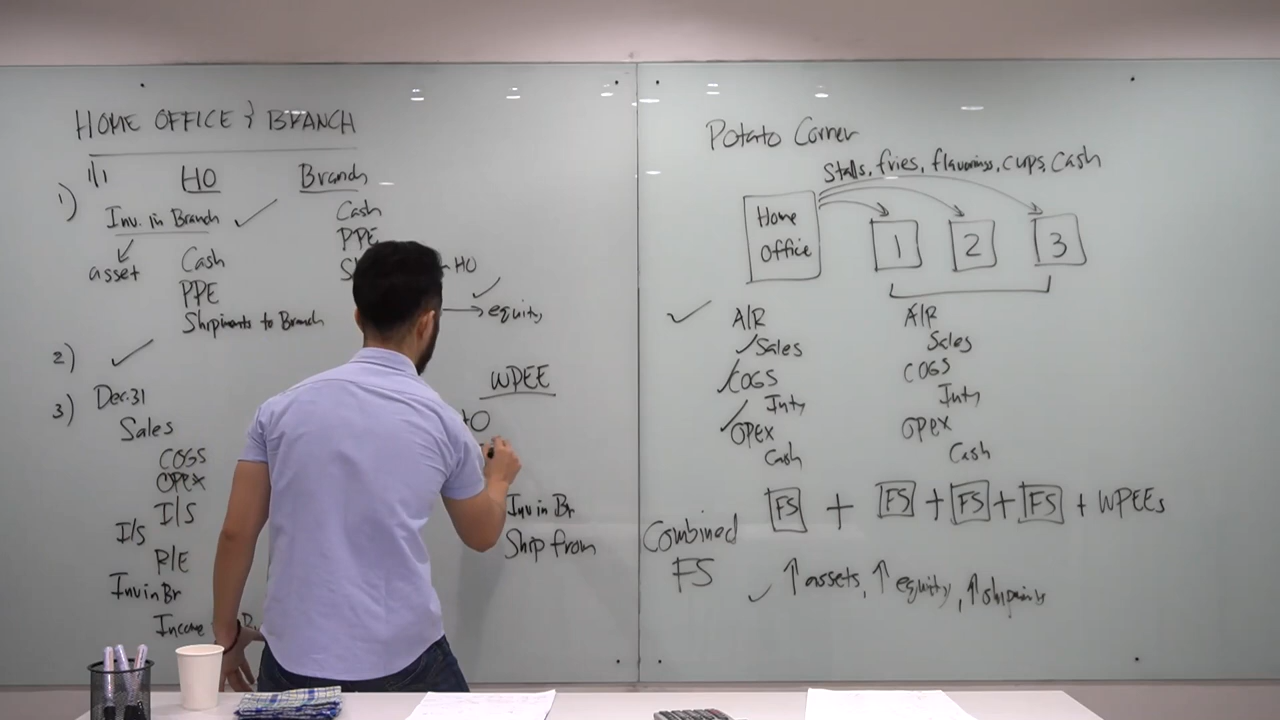 HOME OFFICE & BRANCH
1/1
1)
HO
Inv. in Branch ✓
asset
Cash
PPE
Shipments to Branch
Branch
Cash
PPE
HO
→ equity
2) ✓
3) Dec. 31
Sales
COGS
OPEX
I/S
I/S
R/E
Inv in Br
Income
WPEE
HO
Inv in Br
Ship from
Potato Corner
Stalls, fries, flavorings, cups, cash
Home
Office
1
2
3
✓ A/R
✓ Sales
✓ COGS
Inty
✓ OPEX
Cash
A/R
Sales
COGS
Inty
OPEX
Cash
Combined
FS
FS + FS + FS + FS + WPEEs
✓ ↑ assets, ↑ equity, ↑ shipments